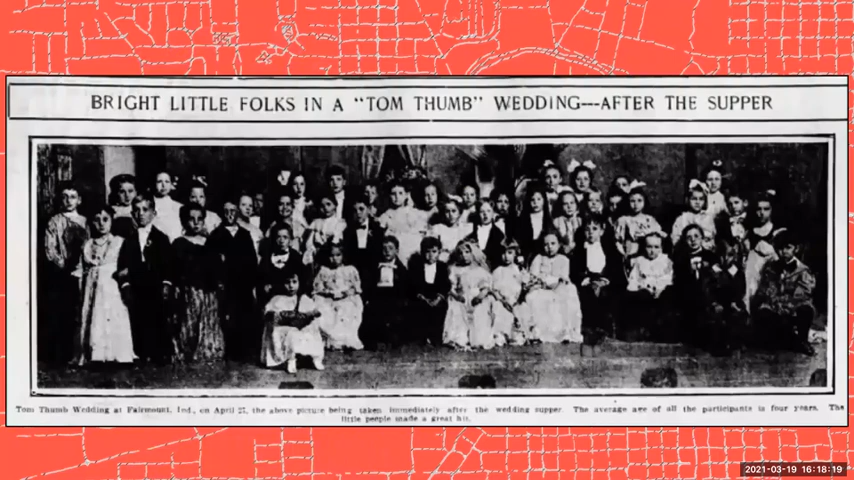 BRIGHT LITTLE FOLKS IN A "TOM THUMB" WEDDING---AFTER THE SUPPER
Tom Thumb Wedding at Fairmount, Ind., on April 27, the above picture being taken immediately after the wedding supper. The average age of all the participants is four years. The
little people made a great hit.
2021-03-19 16:18:19